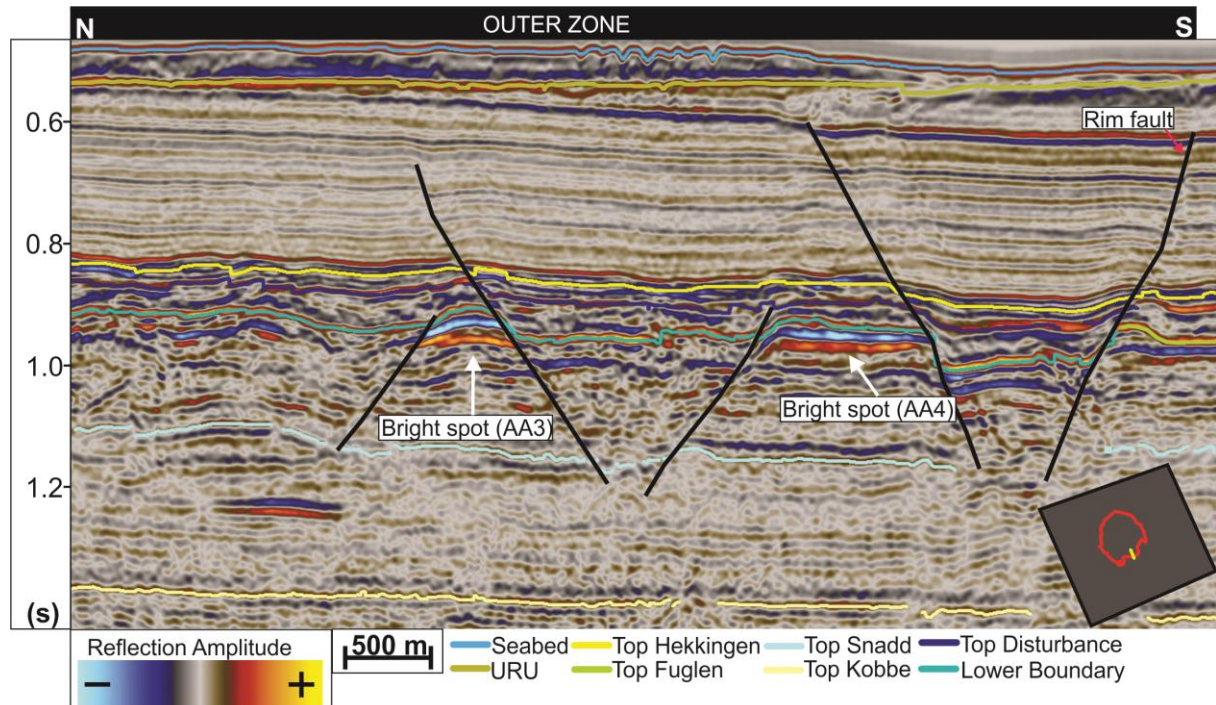 N OUTER ZONE S
Rim fault
0.6
0.8
1.0
1.2
(s)
Bright spot (AA3)
Bright spot (AA4)
Reflection Amplitude
− +
500 m
Seabed Top Hekkingen Top Snadd Top Disturbance
URU Top Fuglen Top Kobbe Lower Boundary